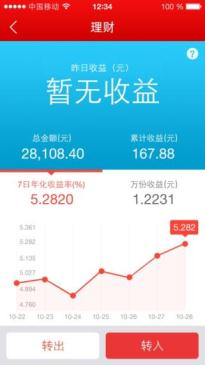 中国移动 12:34
理财
?
昨日收益（元）
暂无收益
总金额(元) 累计收益(元)
28,108.40 167.88
7日年化收益率(%) 万份收益(元)
5.2820 1.2231
5.361
5.282
5.282
5.135
5.027
4.934
4.760
10-22 10-23 10-24 10-25 10-26 10-27 10-28
转出 转入